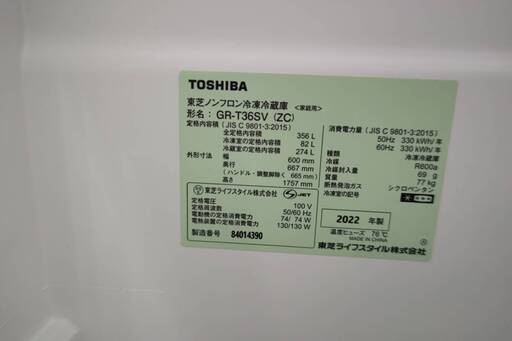 TOSHIBA
東芝ノンフロン冷凍冷蔵庫 <家庭用>
形名: GR-T36SV (ZC)
定格内容積 (JIS C 9801-3:2015)
全定格内容積 356 L
冷凍室の定格内容積 82 L
冷蔵室の定格内容積 274 L
外形寸法 幅 600 mm
奥行 667 mm
(ハンドル・調整脚除く 665 mm)
高さ 1757 mm
東芝ライフスタイル株式会社 S-JET
定格電圧 100 V
定格周波数 50/60 Hz
電動機の定格消費電力 74/ 74 W
電熱装置の定格消費電力 130/130 W
製造番号 84014390
消費電力量 (JIS C 9801-3:2015)
50Hz 330 kWh/年
60Hz 330 kWh/年
種類 冷凍冷蔵庫
冷媒 R600a
冷媒封入量 69 g
質量 77 kg
断熱発泡ガス シクロペンタン
冷凍室の記号
2022 年製
温度ヒューズ 76℃
MADE IN CHINA
東芝ライフスタイル株式会社 Ⓐ